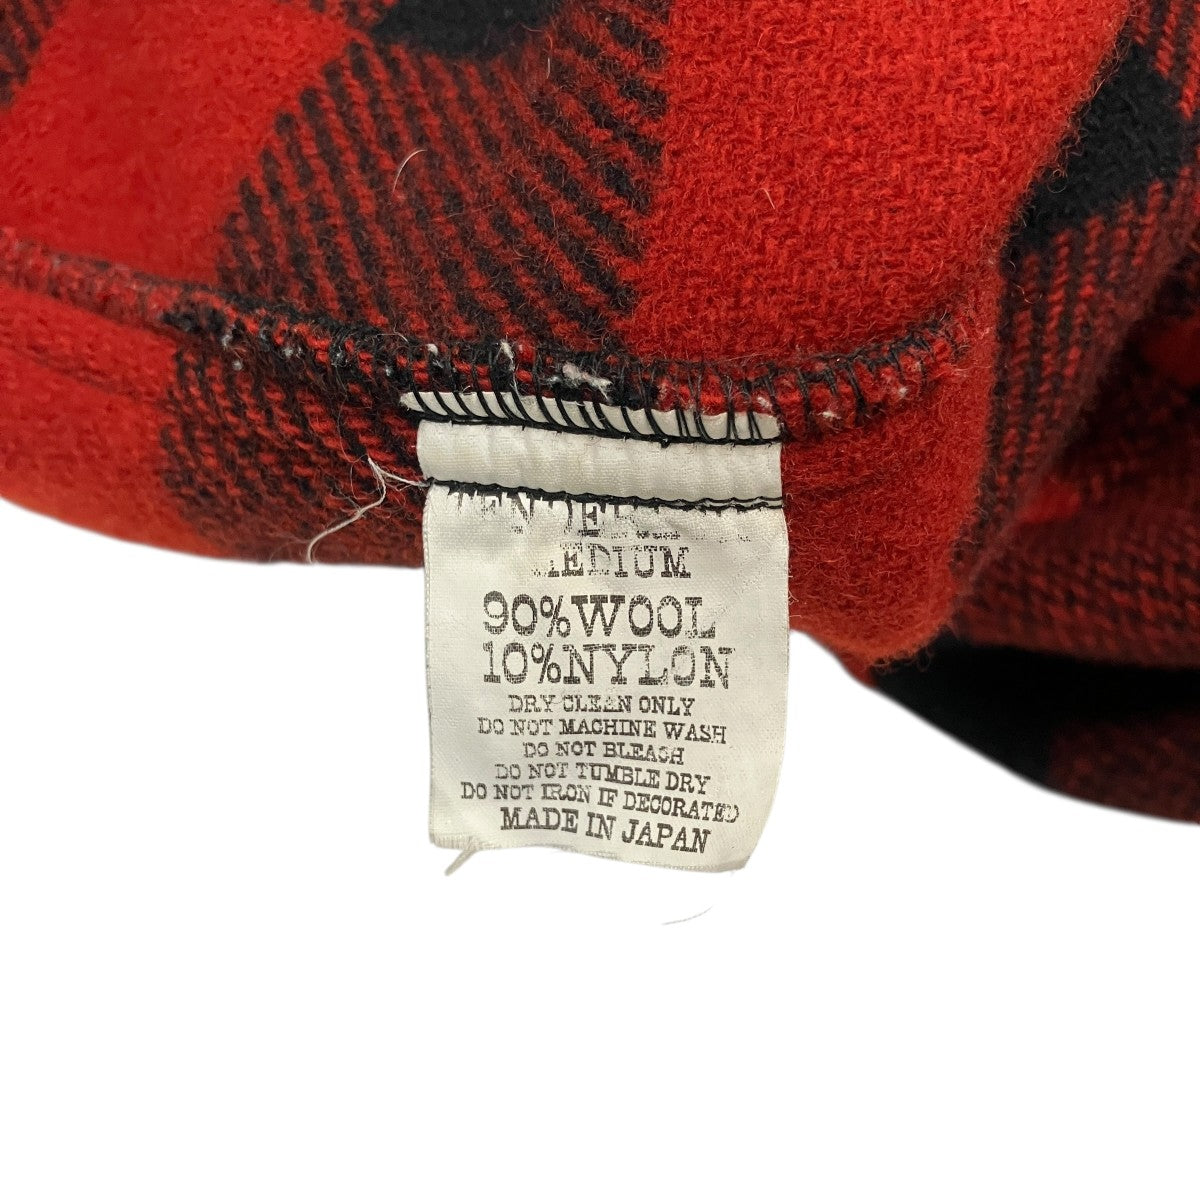 MEDIUM
90%WOOL
10%NYLON
DRY CLEAN ONLY
DO NOT MACHINE WASH
DO NOT BLEACH
DO NOT TUMBLE DRY
DO NOT IRON IF DECORATED
MADE IN JAPAN